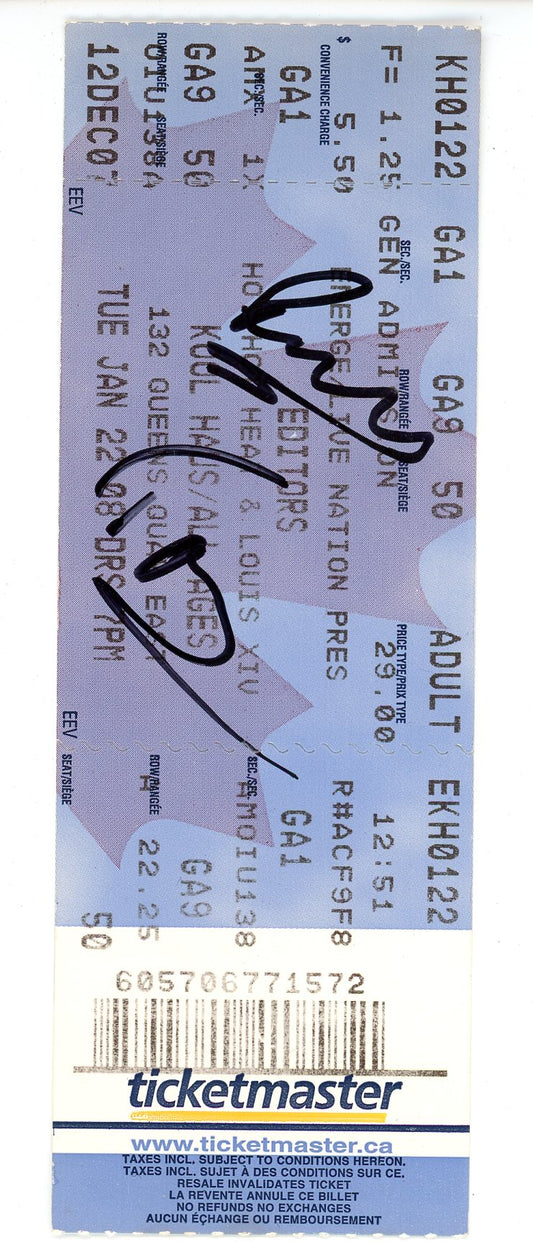 KH0122 GA1 GA9 50 ADULT EKH0122
SEC./SEC. ROW/RANGÉE SEAT/SIÈGE PRICE TYPE/PRIX TYPE
F= 1.25 GEN ADMISSION 29.00 12:51
$ CONVENIENCE CHARGE
5.50 EMERGE/LIVE NATION PRES R#ACF9F8
GA1 EDITORS GA1
SEC./SEC. SEC./SEC.
AMX 1X HOT HOT HEAT & LOUIS XIV AMOIU138
GA9 50 KOOL HAUS/ALL AGES GA9
ROW/RANGÉE SEAT/SIÈGE ROW/RANGÉE
OIU138A 132 QUEENS QUAY EAST A 22.25
12DEC07 TUE JAN 22 08 DRS 7PM 50
EEV EEV SEAT/SIÈGE
605706771572
ticketmaster
www.ticketmaster.ca
TAXES INCL. SUBJECT TO CONDITIONS HEREON.
TAXES INCL. SUJET À DES CONDITIONS SUR CE.
RESALE INVALIDATES TICKET
LA REVENTE ANNULE CE BILLET
NO REFUNDS NO EXCHANGES
AUCUN ÉCHANGE OU REMBOURSEMENT